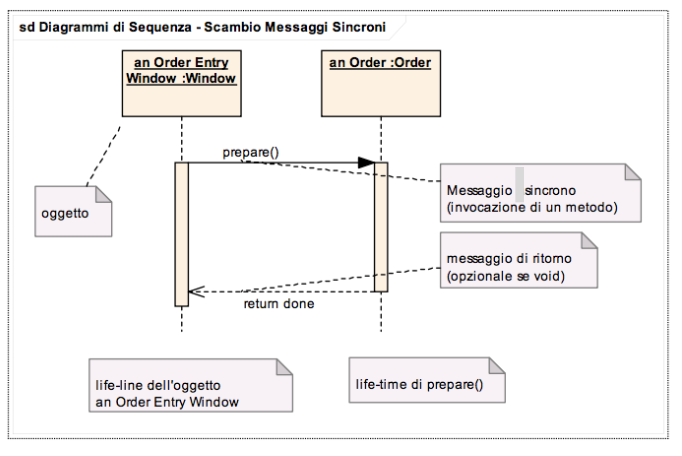 sd Diagrammi di Sequenza - Scambio Messaggi Sincroni
an Order Entry
Window :Window
an Order :Order
prepare()
Messaggio sincrono
(invocazione di un metodo)
oggetto
messaggio di ritorno
(opzionale se void)
return done
life-line dell'oggetto
an Order Entry Window
life-time di prepare()